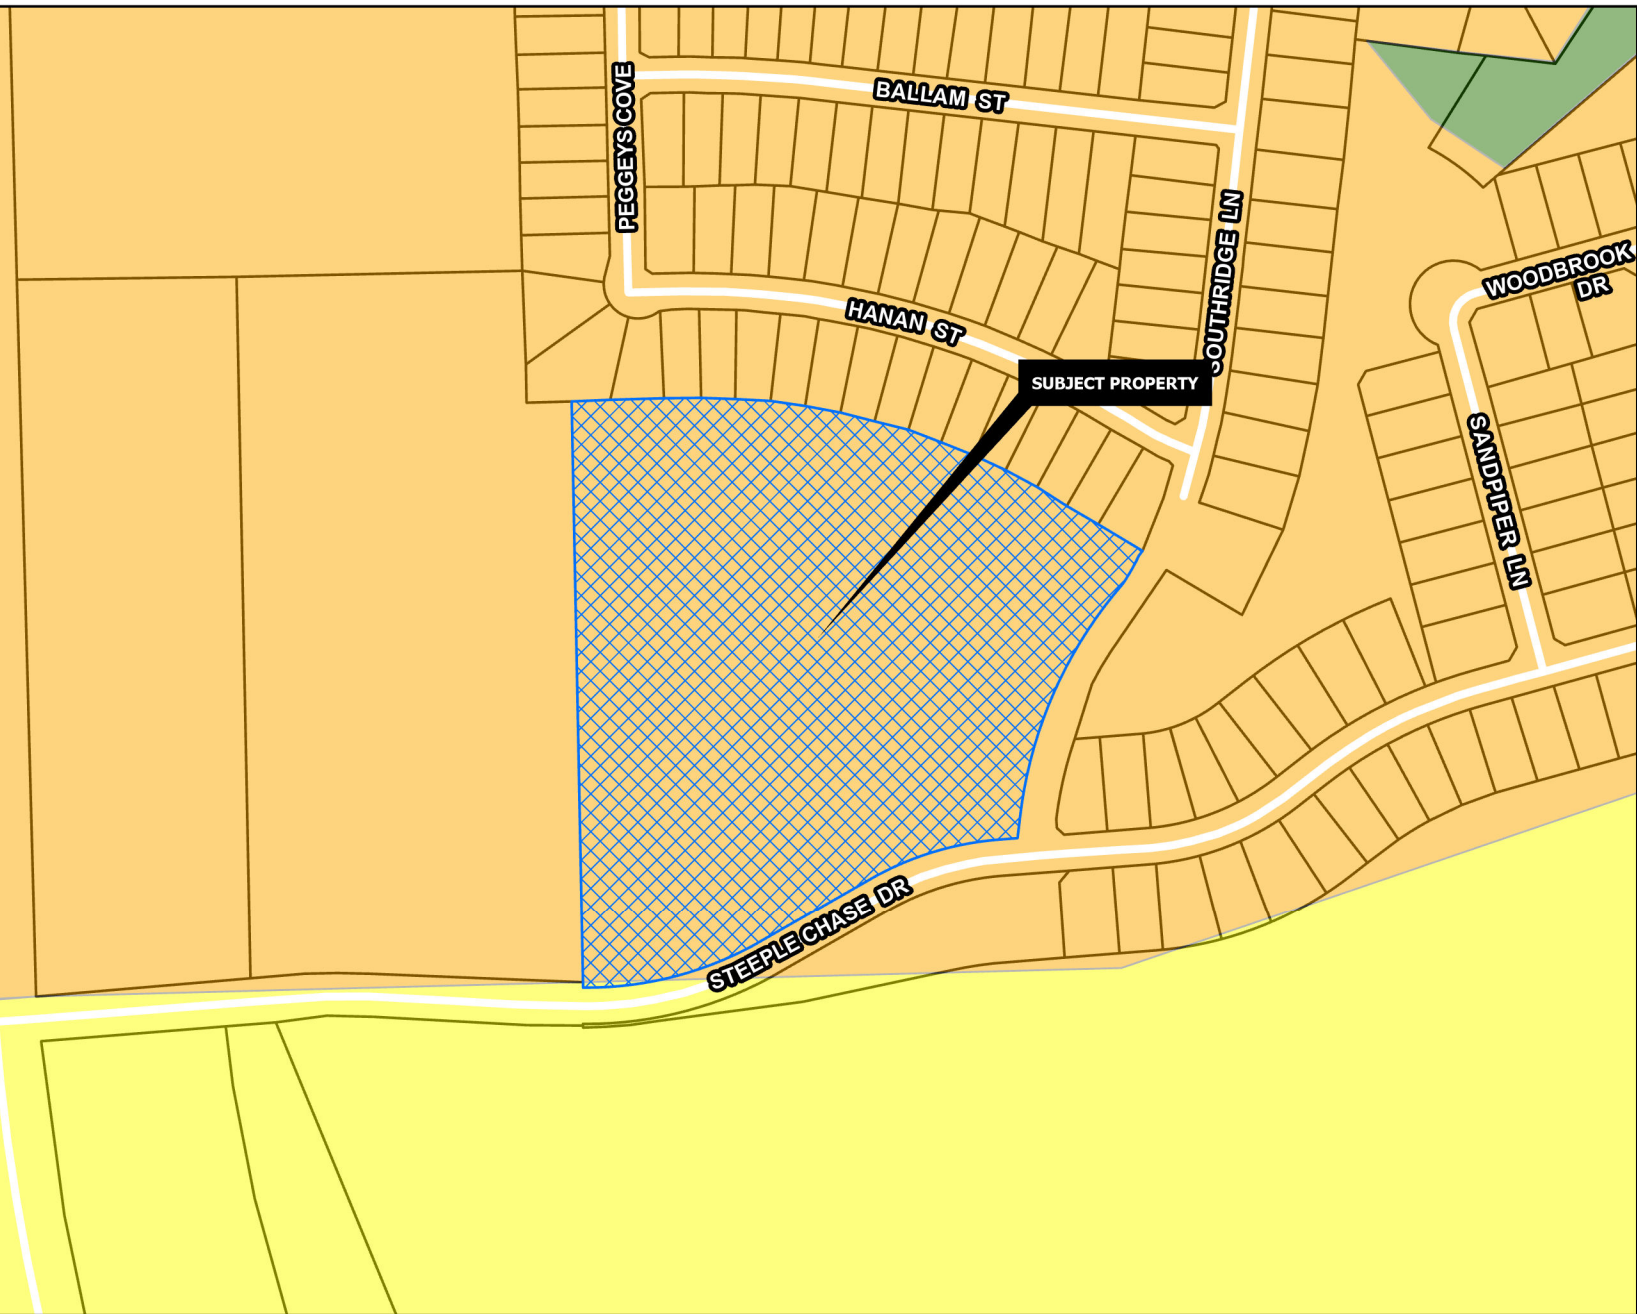 BALLAM ST
PEGGEYS COVE
SOUTHRIDGE LN
WOODBROOK
DR
HANAN ST
SUBJECT PROPERTY
SANDPIPER LN
STEEPLE CHASE DR